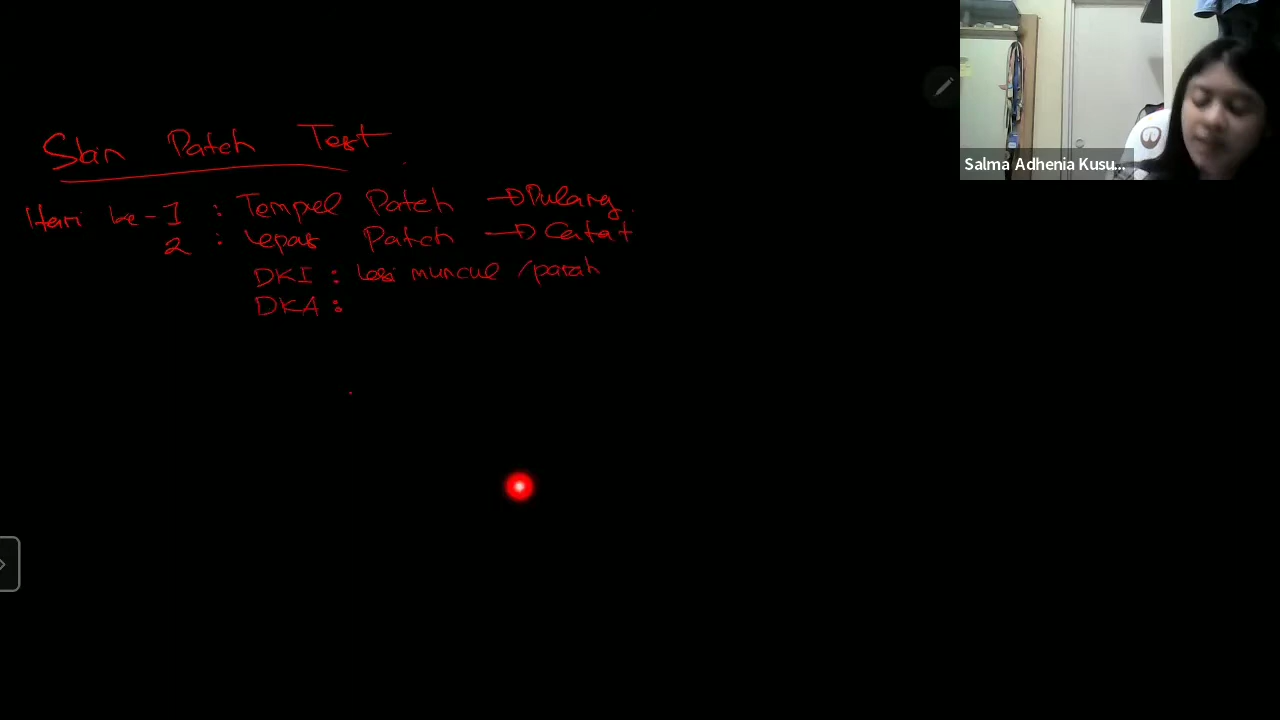 Skin Patch Test
Hari ke-1 : Tempel Patch → Pulang
2 : Lepas Patch → Catat
DKI : lesi muncul /parah
DKA :
Salma Adhenia Kusu...